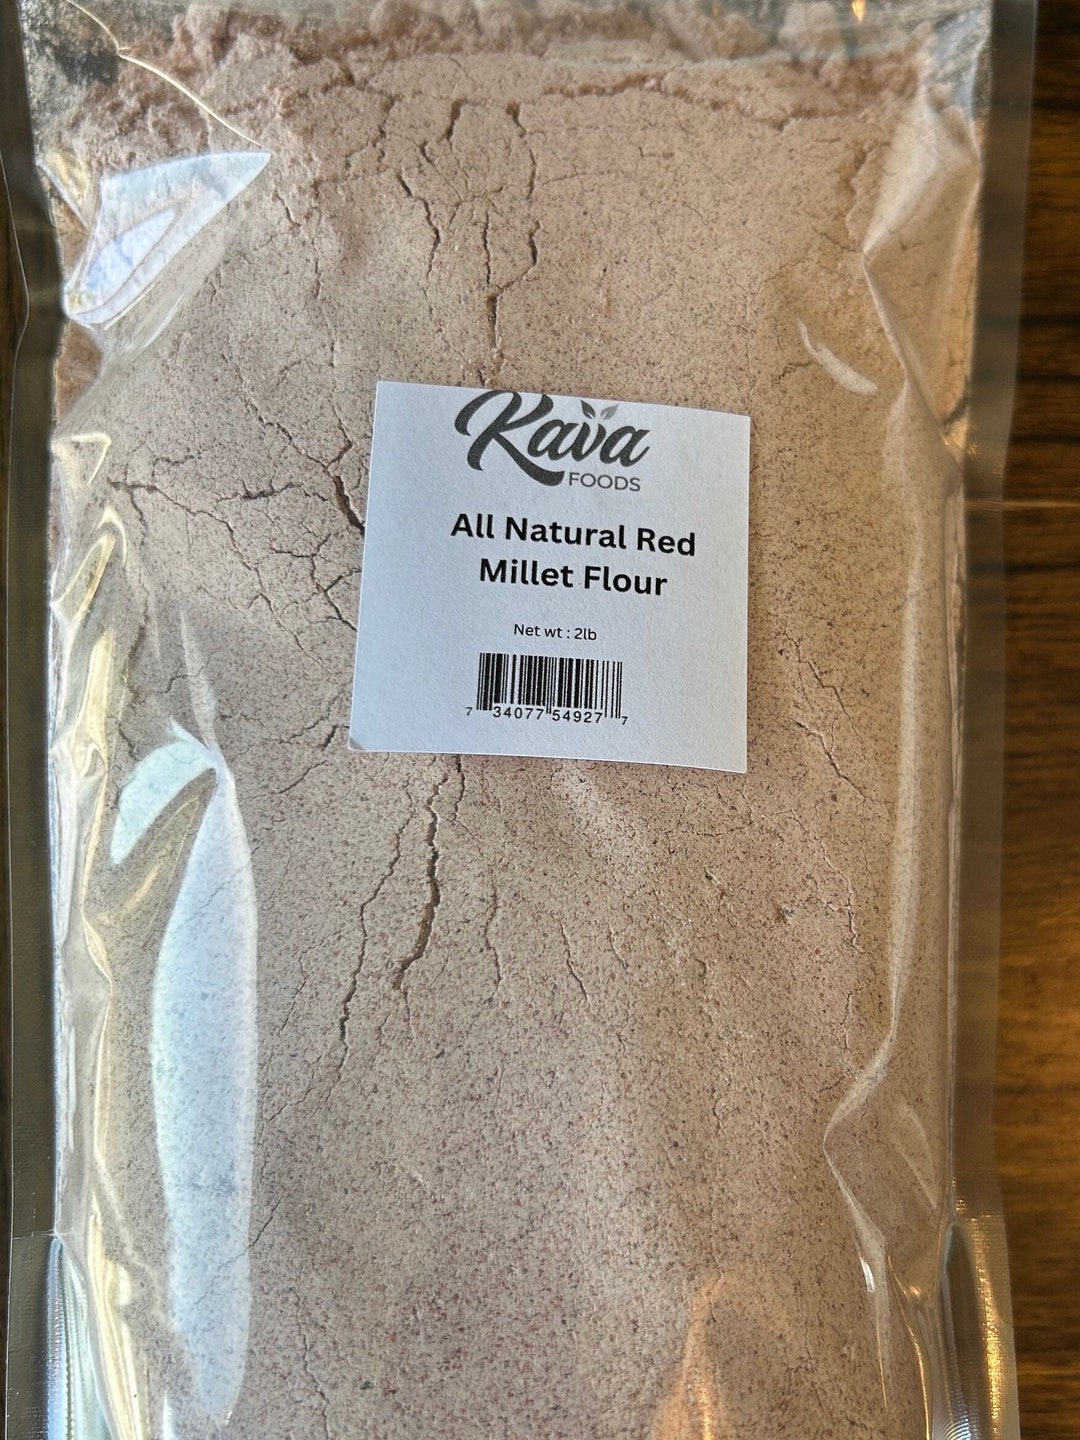 Kava
FOODS
All Natural Red
Millet Flour
Net wt : 2lb
7 34077 54927 7